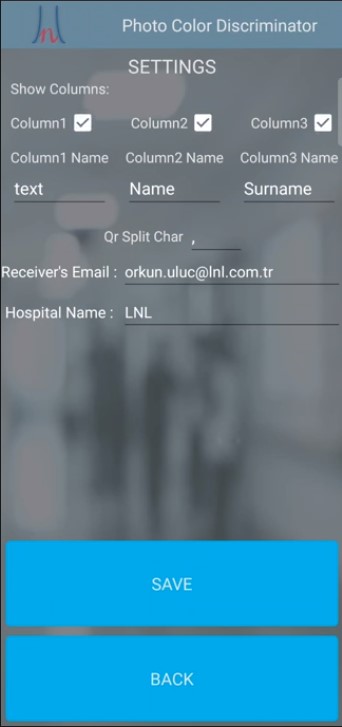 n
Photo Color Discriminator
SETTINGS
Show Columns:
Column1 Column2 Column3
Column1 Name Column2 Name Column3 Name
text Name Surname
Qr Split Char ,
Receiver's Email : orkun.uluc@lnl.com.tr
Hospital Name : LNL
SAVE
BACK